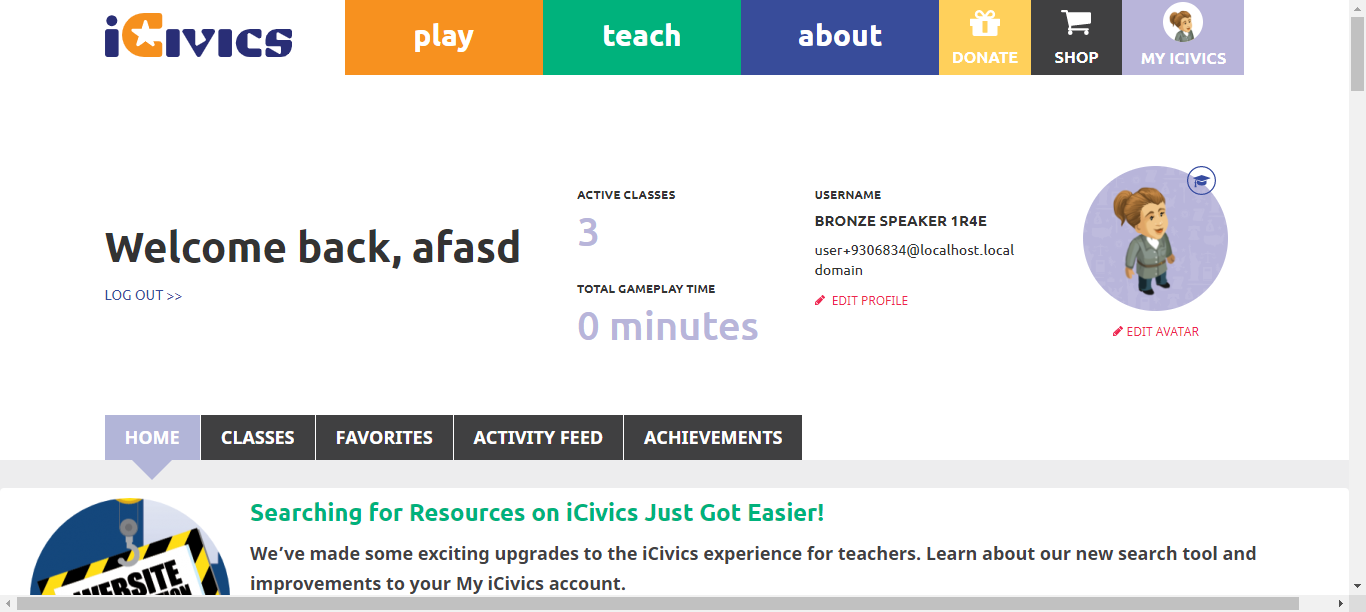 iCivics
play
teach
about
DONATE
SHOP
MY ICIVICS
Welcome back, afasd
LOG OUT >>
ACTIVE CLASSES
3
TOTAL GAMEPLAY TIME
0 minutes
USERNAME
BRONZE SPEAKER 1R4E
user+9306834@localhost.local
domain
EDIT PROFILE
EDIT AVATAR
HOME
CLASSES
FAVORITES
ACTIVITY FEED
ACHIEVEMENTS
Searching for Resources on iCivics Just Got Easier!
We’ve made some exciting upgrades to the iCivics experience for teachers. Learn about our new search tool and
improvements to your My iCivics account.